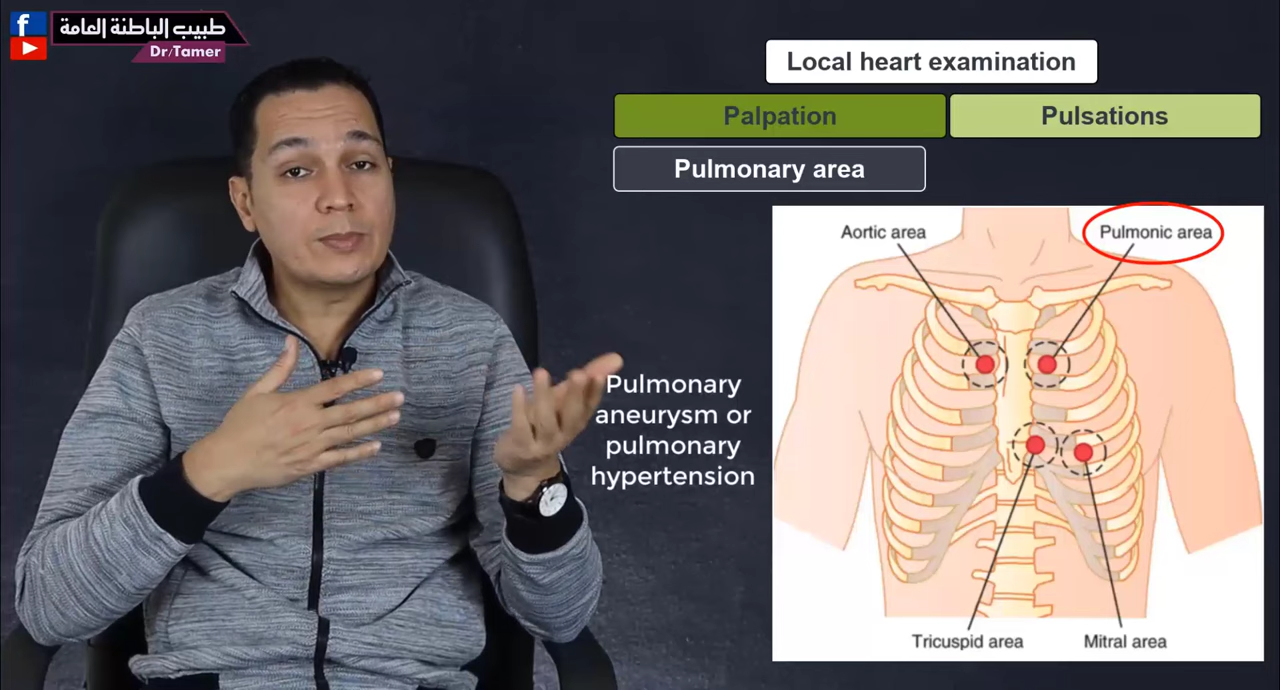 طبيب الباطنة العامة
Dr/Tamer
Local heart examination
Palpation
Pulsations
Pulmonary area
Aortic area
Pulmonic area
Pulmonary
aneurysm or
pulmonary
hypertension
Tricuspid area
Mitral area